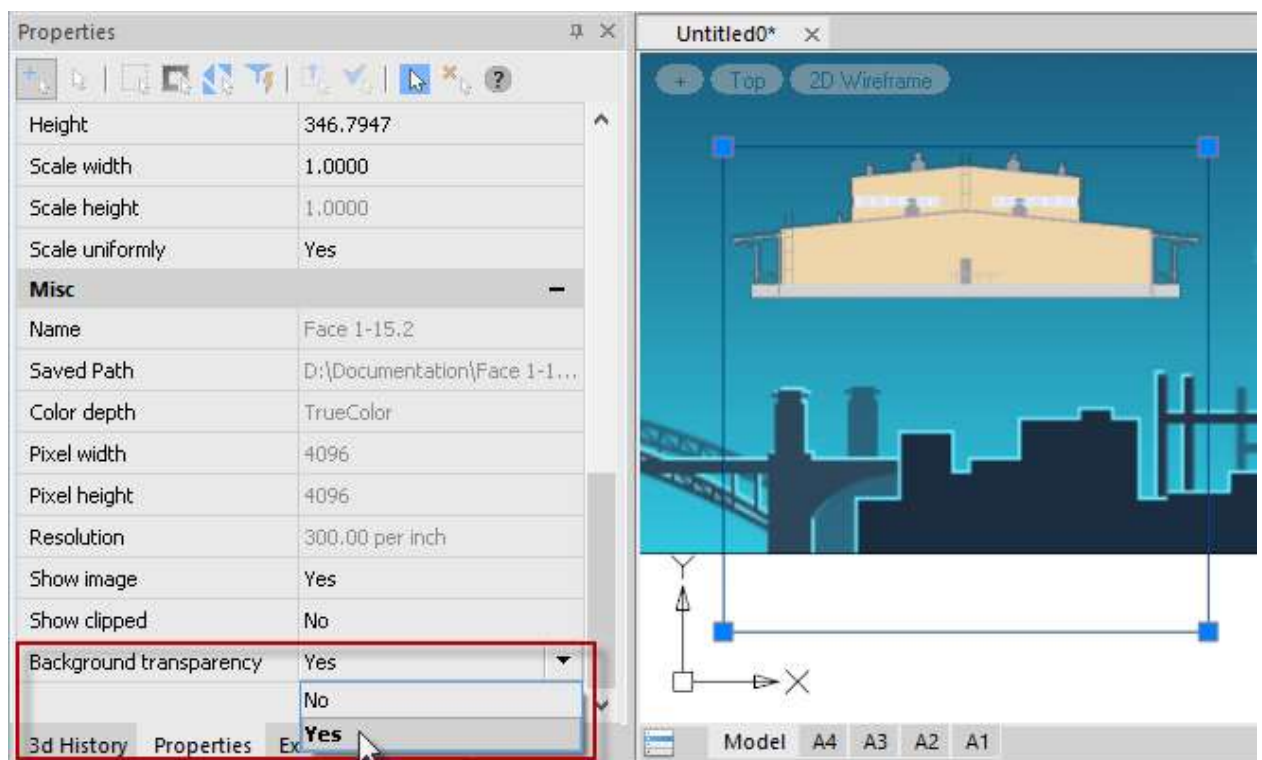 Properties
Height 346.7947
Scale width 1.0000
Scale height 1.0000
Scale uniformly Yes
Misc
Name Face 1-15.2
Saved Path D:\Documentation\Face 1-1...
Color depth TrueColor
Pixel width 4096
Pixel height 4096
Resolution 300.00 per inch
Show image Yes
Show clipped No
Background transparency Yes
No
Yes
3d History Properties Ex
Untitled0*
+ Top 2D Wireframe
Y
X
Model A4 A3 A2 A1